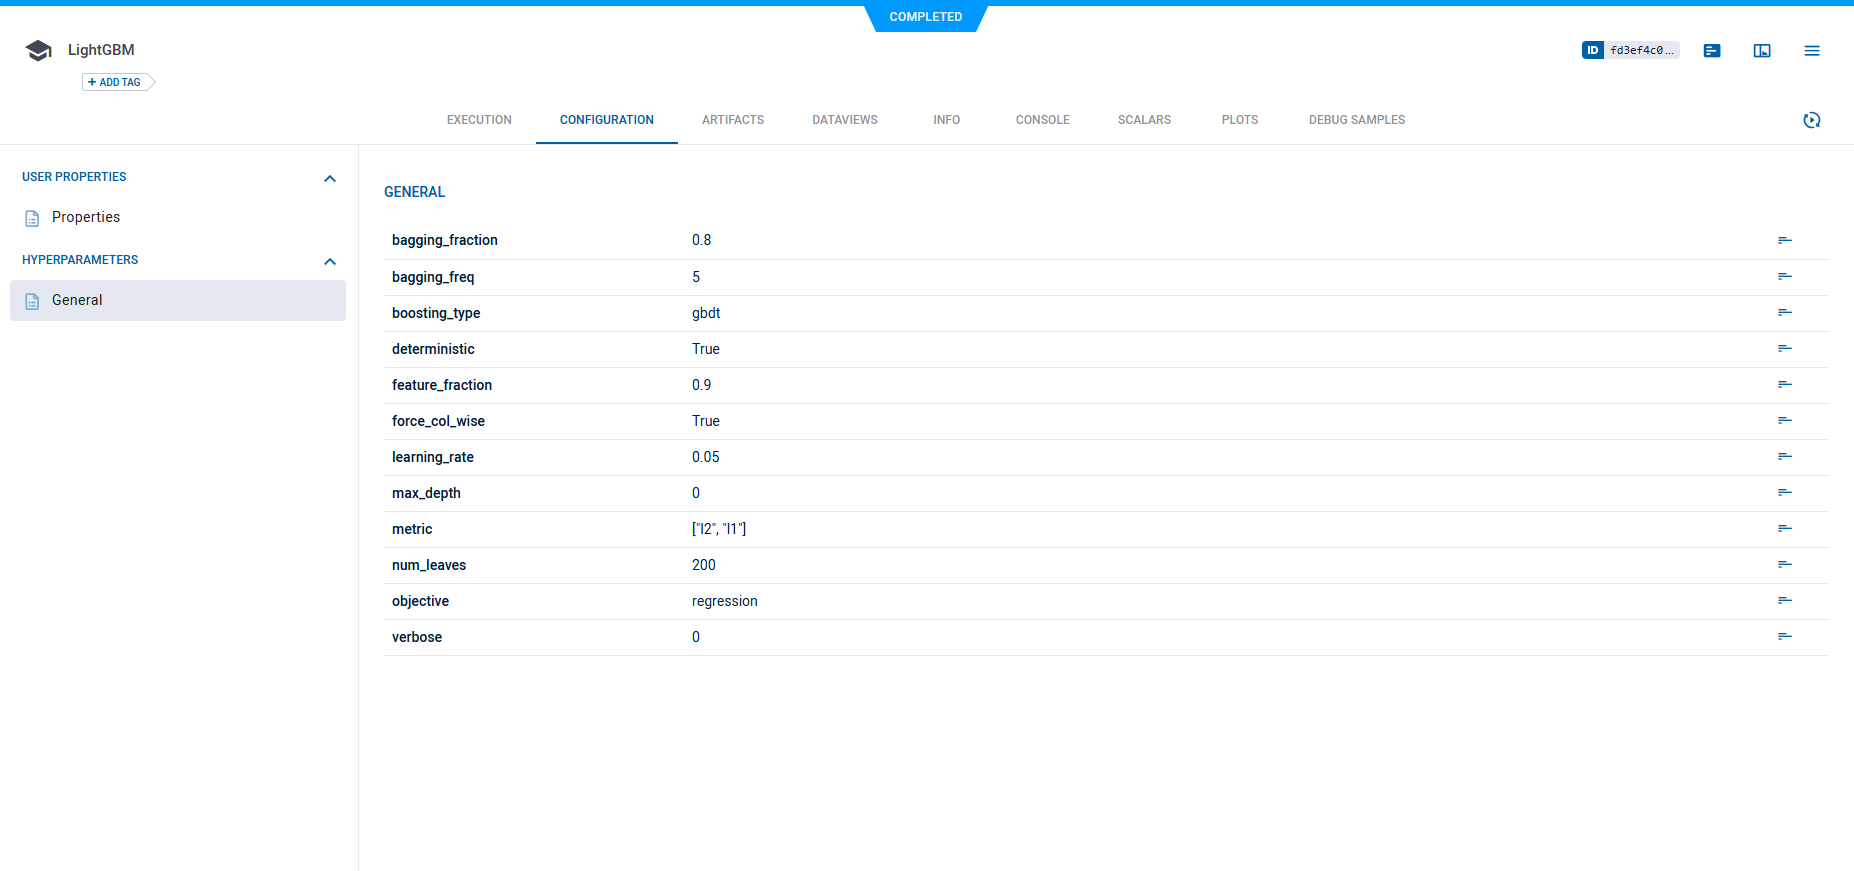 COMPLETED
LightGBM
ID fd3ef4c0...
+ ADD TAG
EXECUTION CONFIGURATION ARTIFACTS DATAVIEWS INFO CONSOLE SCALARS PLOTS DEBUG SAMPLES
USER PROPERTIES
Properties
HYPERPARAMETERS
General
GENERAL
bagging_fraction 0.8
bagging_freq 5
boosting_type gbdt
deterministic True
feature_fraction 0.9
force_col_wise True
learning_rate 0.05
max_depth 0
metric ["l2", "l1"]
num_leaves 200
objective regression
verbose 0